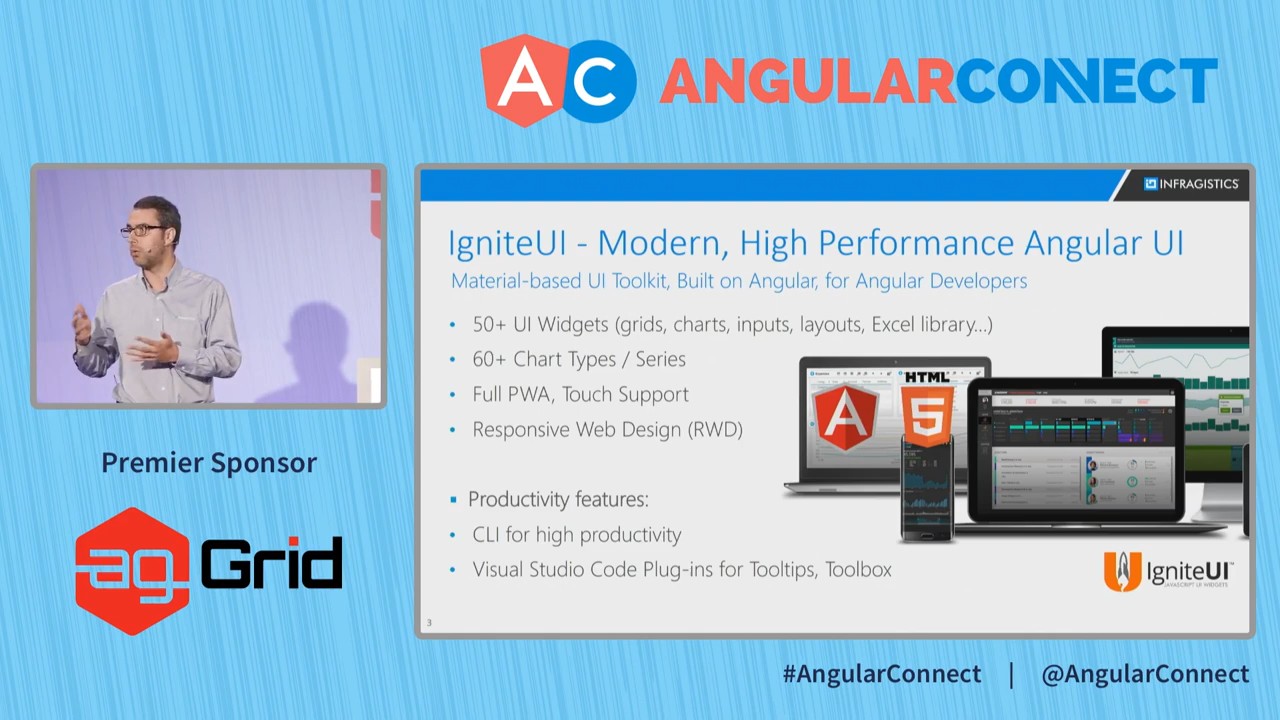 AC ANGULARCONNECT
INFRAGISTICS
IgniteUI - Modern, High Performance Angular UI
Material-based UI Toolkit, Built on Angular, for Angular Developers
• 50+ UI Widgets (grids, charts, inputs, layouts, Excel library...)
• 60+ Chart Types / Series
• Full PWA, Touch Support
• Responsive Web Design (RWD)
A
HTML
5
▪ Productivity features:
• CLI for high productivity
• Visual Studio Code Plug-ins for Tooltips, Toolbox
IgniteUI™
JAVASCRIPT UI WIDGETS
3
Premier Sponsor
ag Grid
#AngularConnect | @AngularConnect